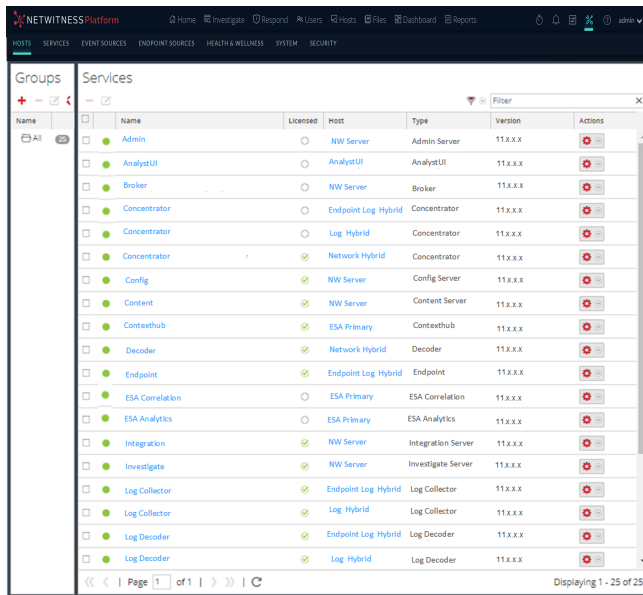 NETWITNESS Platform Home Investigate Respond Users Hosts Files Dashboard Reports admin
HOSTS SERVICES EVENT SOURCES ENDPOINT SOURCES HEALTH & WELLNESS SYSTEM SECURITY
Groups Services
Filter
Name Name Licensed Host Type Version Actions
All 25 Admin NW Server Admin Server 11.x.x.x
AnalystUI AnalystUI AnalystUI 11.x.x.x
Broker NW Server Broker 11.x.x.x
Concentrator Endpoint Log Hybrid Concentrator 11.x.x.x
Concentrator Log Hybrid Concentrator 11.x.x.x
Concentrator Network Hybrid Concentrator 11.x.x.x
Config NW Server Config Server 11.x.x.x
Content NW Server Content Server 11.x.x.x
Contexthub ESA Primary Contexthub 11.x.x.x
Decoder Network Hybrid Decoder 11.x.x.x
Endpoint Endpoint Log Hybrid Endpoint 11.x.x.x
ESA Correlation ESA Primary ESA Correlation 11.x.x.x
ESA Analytics ESA Primary ESA Analytics 11.x.x.x
Integration NW Server Integration Server 11.x.x.x
Investigate NW Server Investigate Server 11.x.x.x
Log Collector Endpoint Log Hybrid Log Collector 11.x.x.x
Log Collector Log Hybrid Log Collector 11.x.x.x
Log Decoder Endpoint Log Hybrid Log Decoder 11.x.x.x
Log Decoder Log Hybrid Log Decoder 11.x.x.x
Page 1 of 1 Displaying 1 - 25 of 25